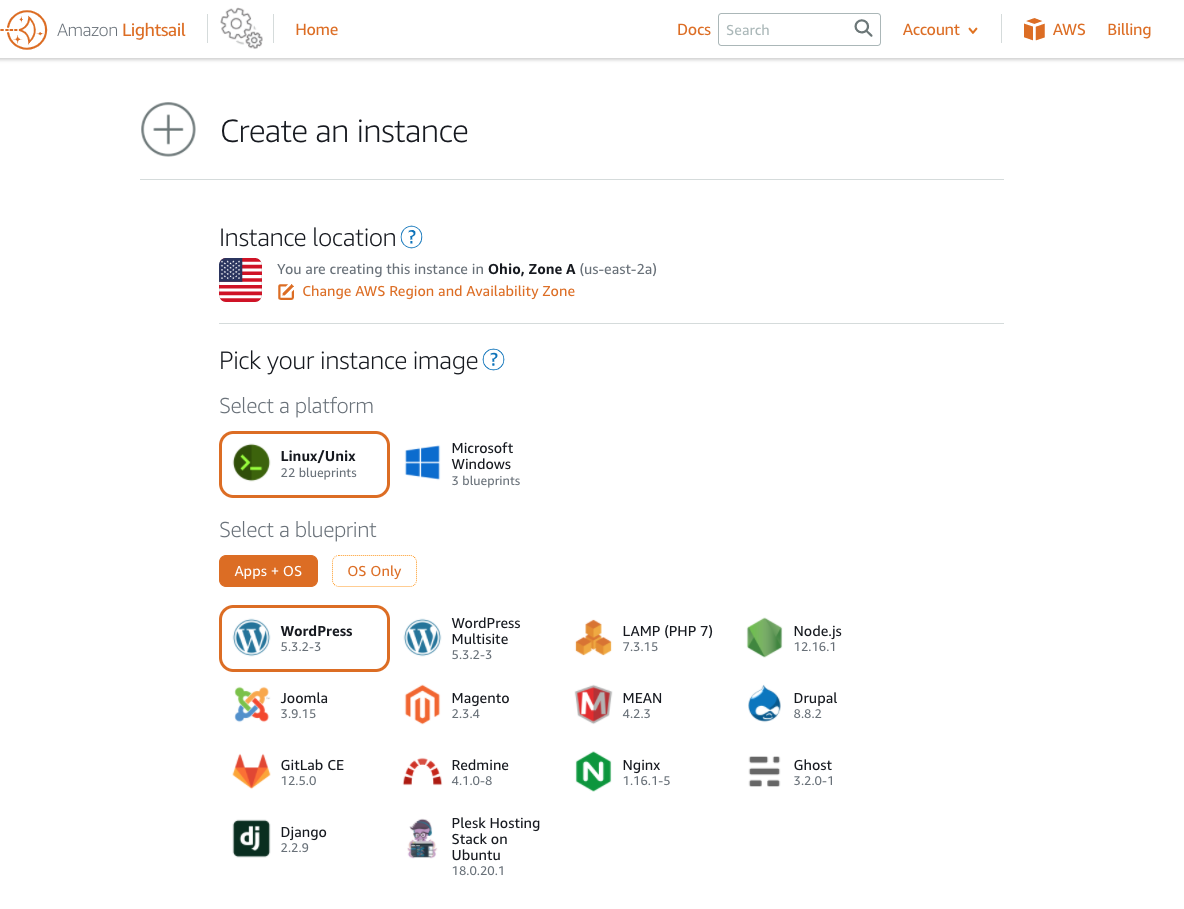 Amazon Lightsail
Home
Docs
Search
Account
AWS
Billing
Create an instance
Instance location ?
You are creating this instance in Ohio, Zone A (us-east-2a)
Change AWS Region and Availability Zone
Pick your instance image ?
Select a platform
Linux/Unix
22 blueprints
Microsoft
Windows
3 blueprints
Select a blueprint
Apps + OS
OS Only
WordPress
5.3.2-3
WordPress
Multisite
5.3.2-3
LAMP (PHP 7)
7.3.15
Node.js
12.16.1
Joomla
3.9.15
Magento
2.3.4
MEAN
4.2.3
Drupal
8.8.2
GitLab CE
12.5.0
Redmine
4.1.0-8
Nginx
1.16.1-5
Ghost
3.2.0-1
dj
Django
2.2.9
Plesk Hosting
Stack on
Ubuntu
18.0.20.1